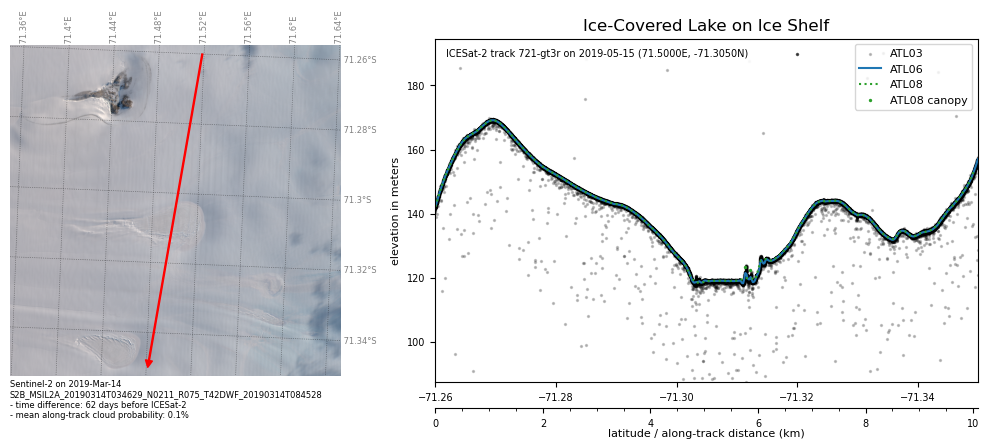 71.36°E 71.4°E 71.44°E 71.48°E 71.52°E 71.56°E 71.6°E 71.64°E
71.26°S
71.28°S
71.3°S
71.32°S
71.34°S
Sentinel-2 on 2019-Mar-14
S2B_MSIL2A_20190314T034629_N0211_R075_T42DWF_20190314T084528
- time difference: 62 days before ICESat-2
- mean along-track cloud probability: 0.1%
Ice-Covered Lake on Ice Shelf
ICESat-2 track 721-gt3r on 2019-05-15 (71.5000E, -71.3050N)
ATL03
ATL06
ATL08
ATL08 canopy
elevation in meters
180
160
140
120
100
−71.26 −71.28 −71.30 −71.32 −71.34
0 2 4 6 8 10
latitude / along-track distance (km)